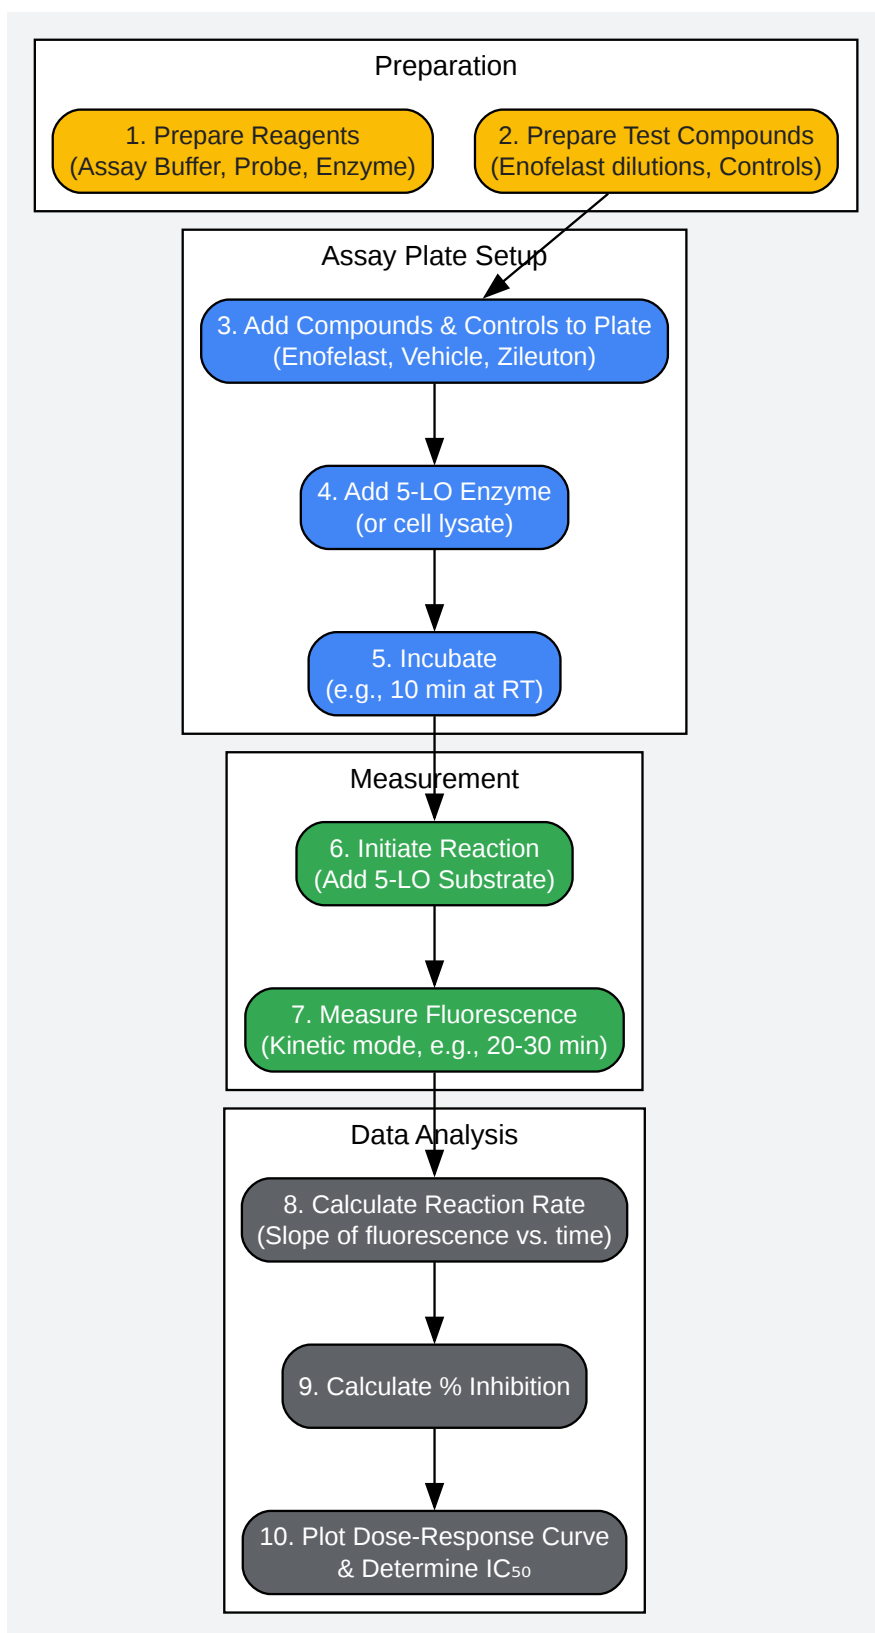 Preparation
1. Prepare Reagents
(Assay Buffer, Probe, Enzyme)
2. Prepare Test Compounds
(Enofelast dilutions, Controls)
Assay Plate Setup
3. Add Compounds & Controls to Plate
(Enofelast, Vehicle, Zileuton)
4. Add 5-LO Enzyme
(or cell lysate)
5. Incubate
(e.g., 10 min at RT)
Measurement
6. Initiate Reaction
(Add 5-LO Substrate)
7. Measure Fluorescence
(Kinetic mode, e.g., 20-30 min)
Data Analysis
8. Calculate Reaction Rate
(Slope of fluorescence vs. time)
9. Calculate % Inhibition
10. Plot Dose-Response Curve
& Determine IC₅₀